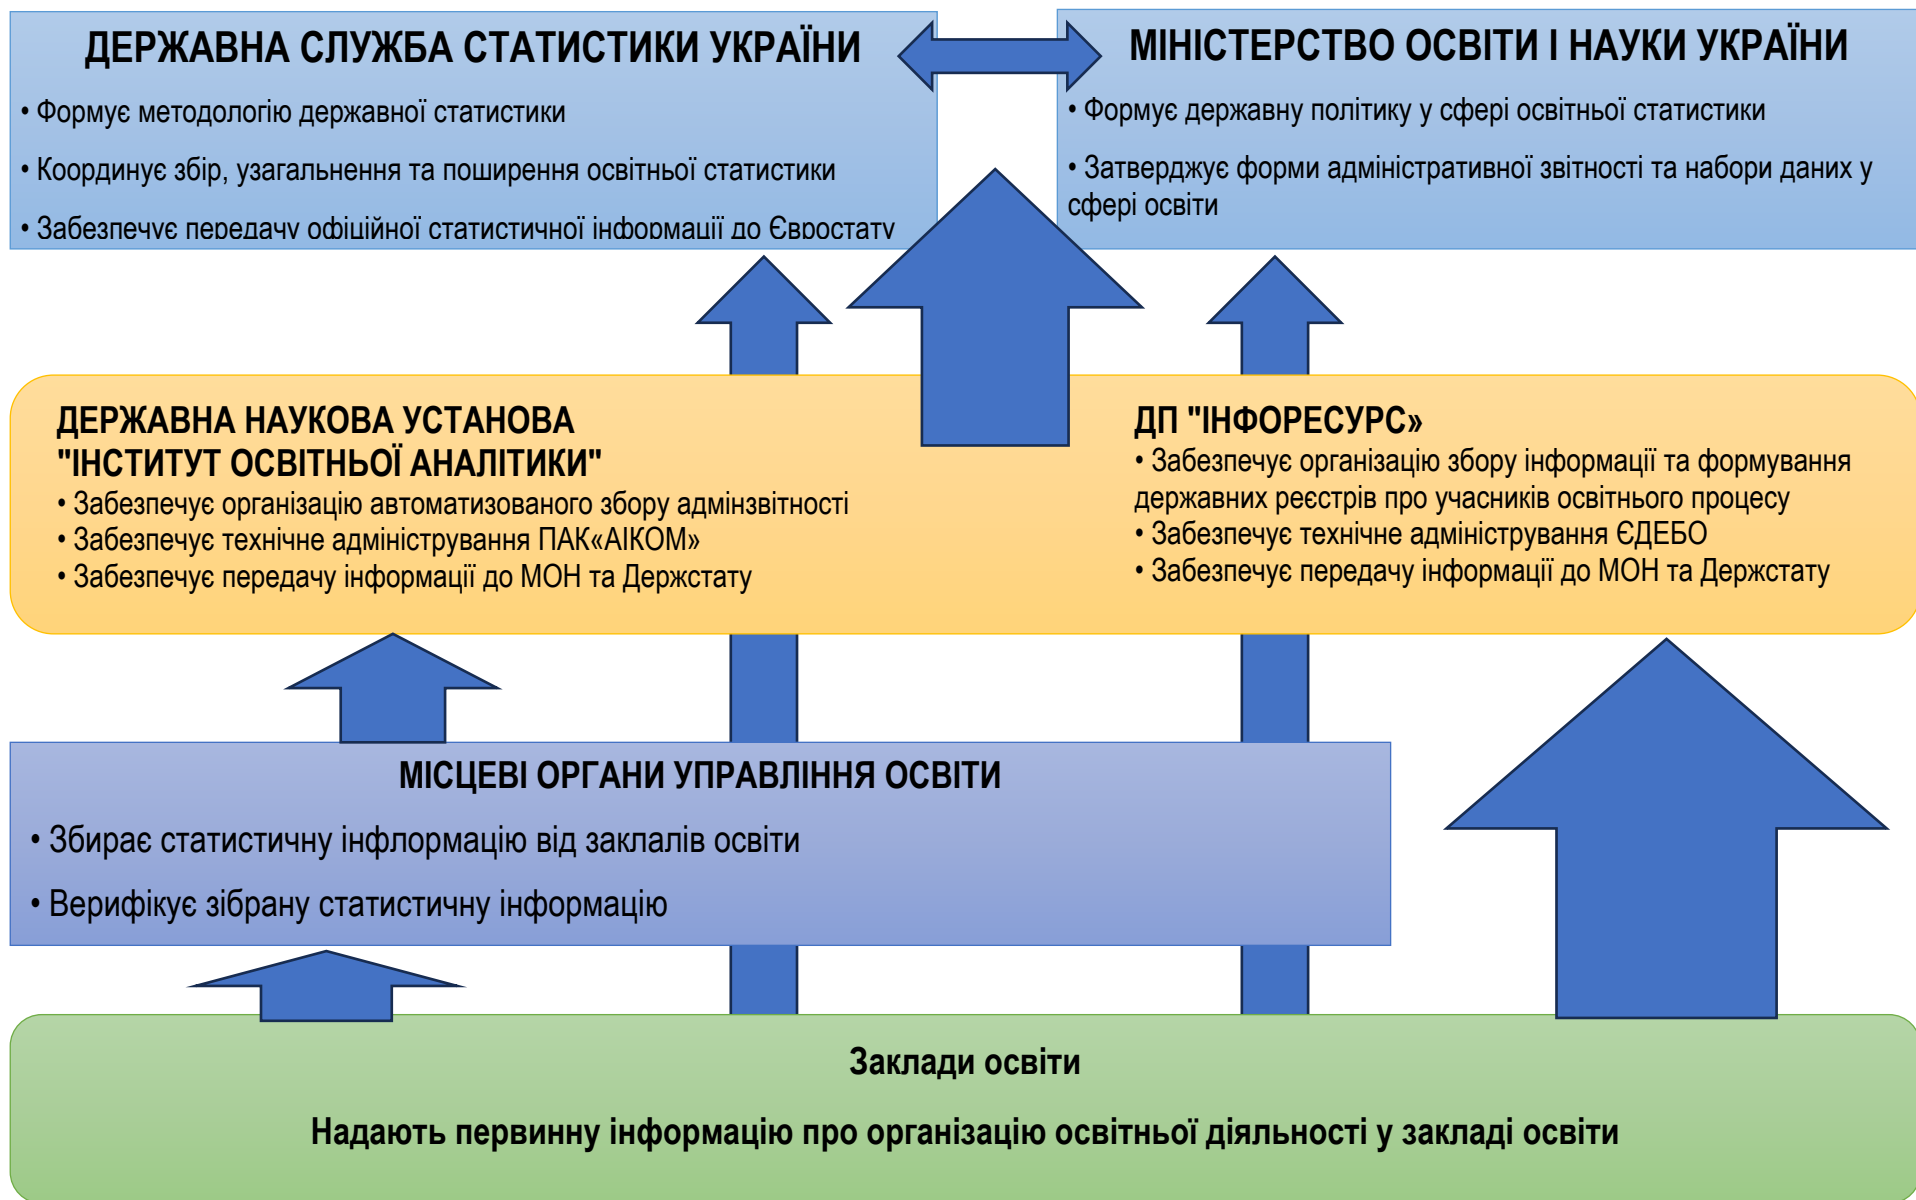 ДЕРЖАВНА СЛУЖБА СТАТИСТИКИ УКРАЇНИ
• Формує методологію державної статистики
• Координує збір, узагальнення та поширення освітньої статистики
• Забезпечує передачу офіційної статистичної інформації до Євростату
МІНІСТЕРСТВО ОСВІТИ І НАУКИ УКРАЇНИ
• Формує державну політику у сфері освітньої статистики
• Затверджує форми адміністративної звітності та набори даних у
сфері освіти
ДЕРЖАВНА НАУКОВА УСТАНОВА
"ІНСТИТУТ ОСВІТНЬОЇ АНАЛІТИКИ"
• Забезпечує організацію автоматизованого збору адмінзвітності
• Забезпечує технічне адміністрування ПАК«АІКОМ»
• Забезпечує передачу інформації до МОН та Держстату
ДП "ІНФОРЕСУРС»
• Забезпечує організацію збору інформації та формування
державних реєстрів про учасників освітнього процесу
• Забезпечує технічне адміністрування ЄДЕБО
• Забезпечує передачу інформації до МОН та Держстату
МІСЦЕВІ ОРГАНИ УПРАВЛІННЯ ОСВІТИ
• Збирає статистичну інфлормацію від заклалів освіти
• Верифікує зібрану статистичну інформацію
Заклади освіти
Надають первинну інформацію про організацію освітньої діяльності у закладі освіти